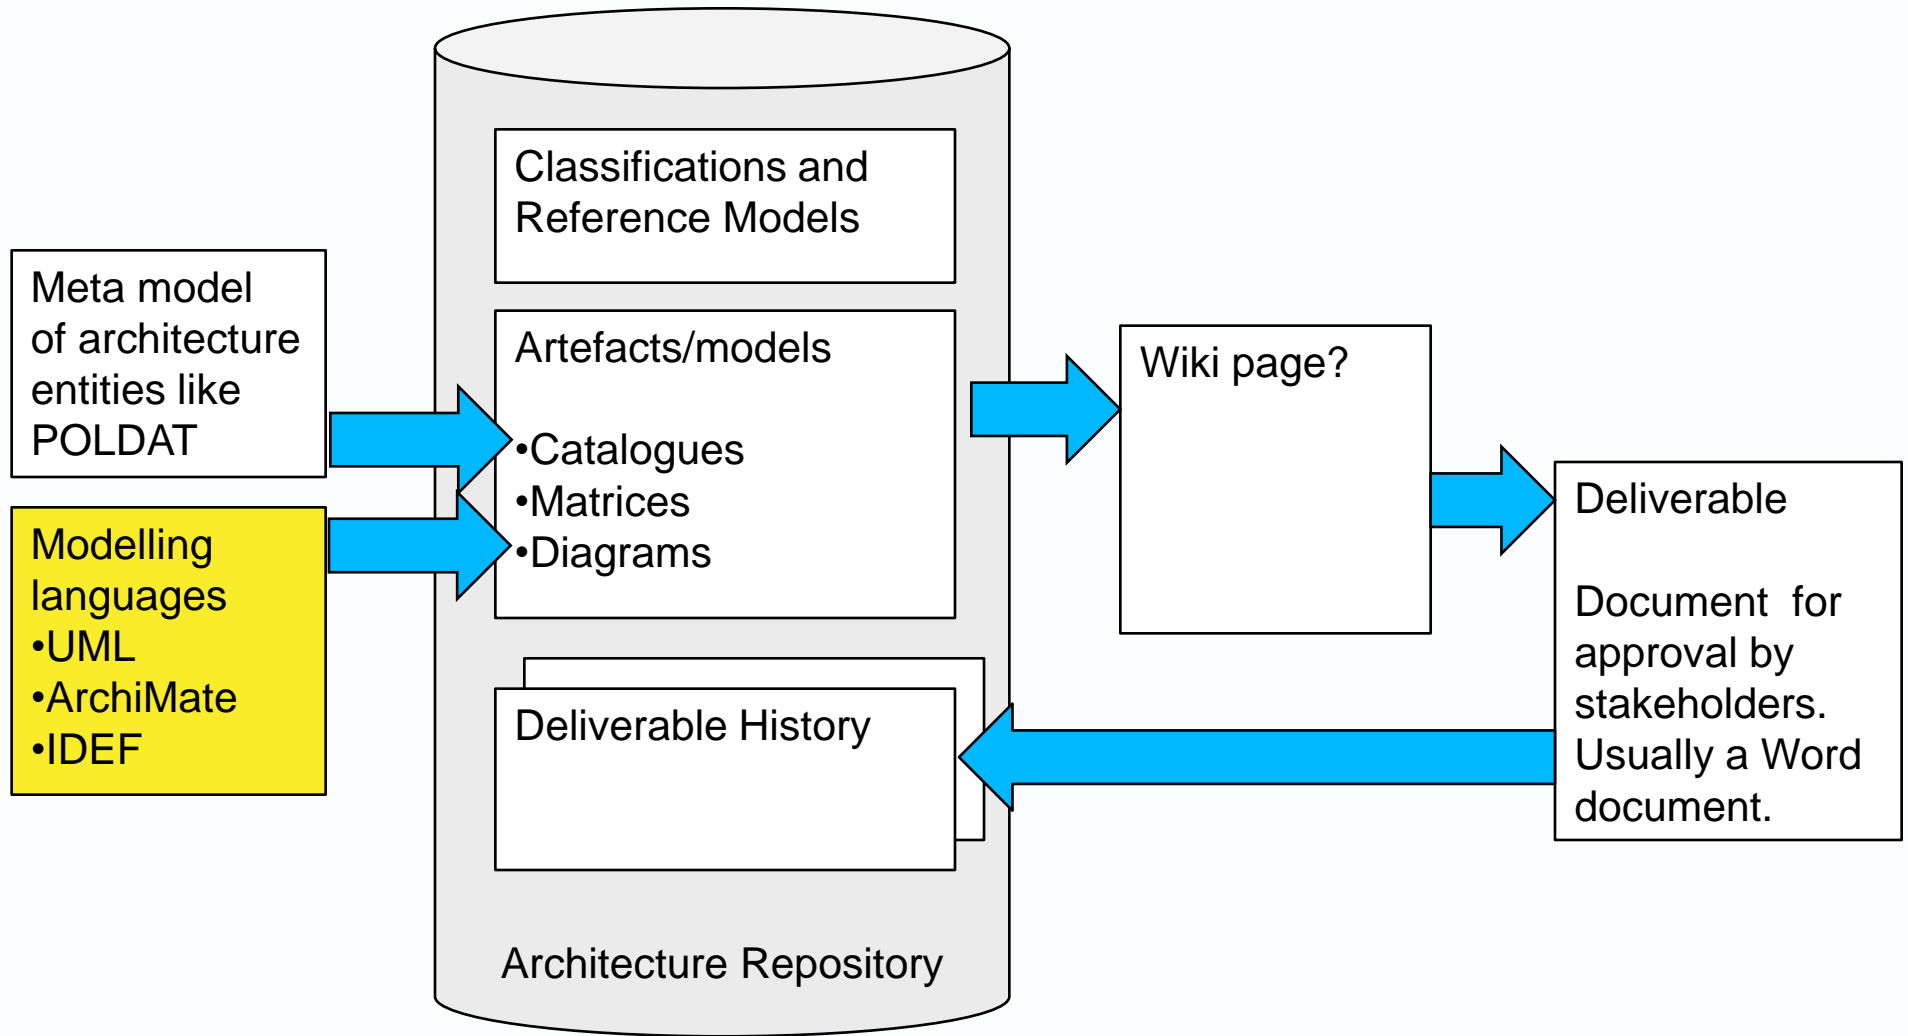 Classifications and
Reference Models
Meta model
of architecture
entities like
POLDAT
Modelling
languages
•UML
•ArchiMate
•IDEF
Artefacts/models
•Catalogues
•Matrices
•Diagrams
Deliverable History
Architecture Repository
Wiki page?
Deliverable
Document for
approval by
stakeholders.
Usually a Word
document.